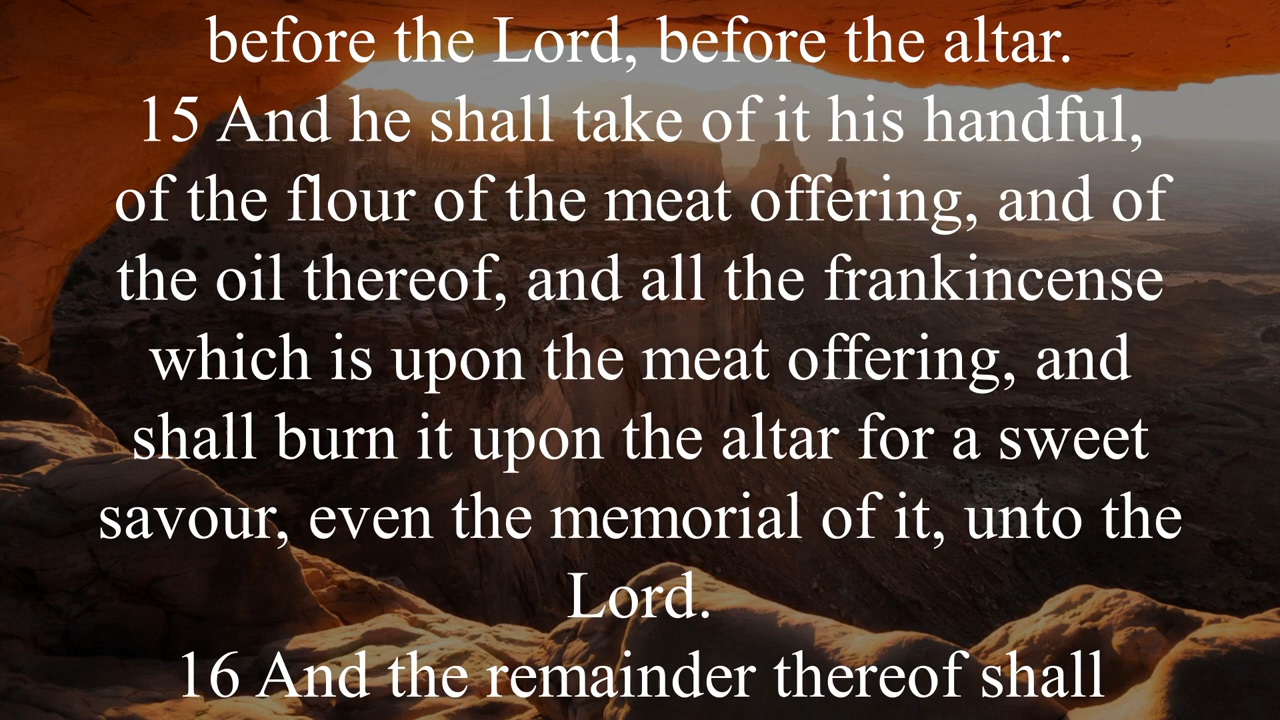 before the Lord, before the altar.
15 And he shall take of it his handful,
of the flour of the meat offering, and of
the oil thereof, and all the frankincense
which is upon the meat offering, and
shall burn it upon the altar for a sweet
savour, even the memorial of it, unto the
Lord.
16 And the remainder thereof shall